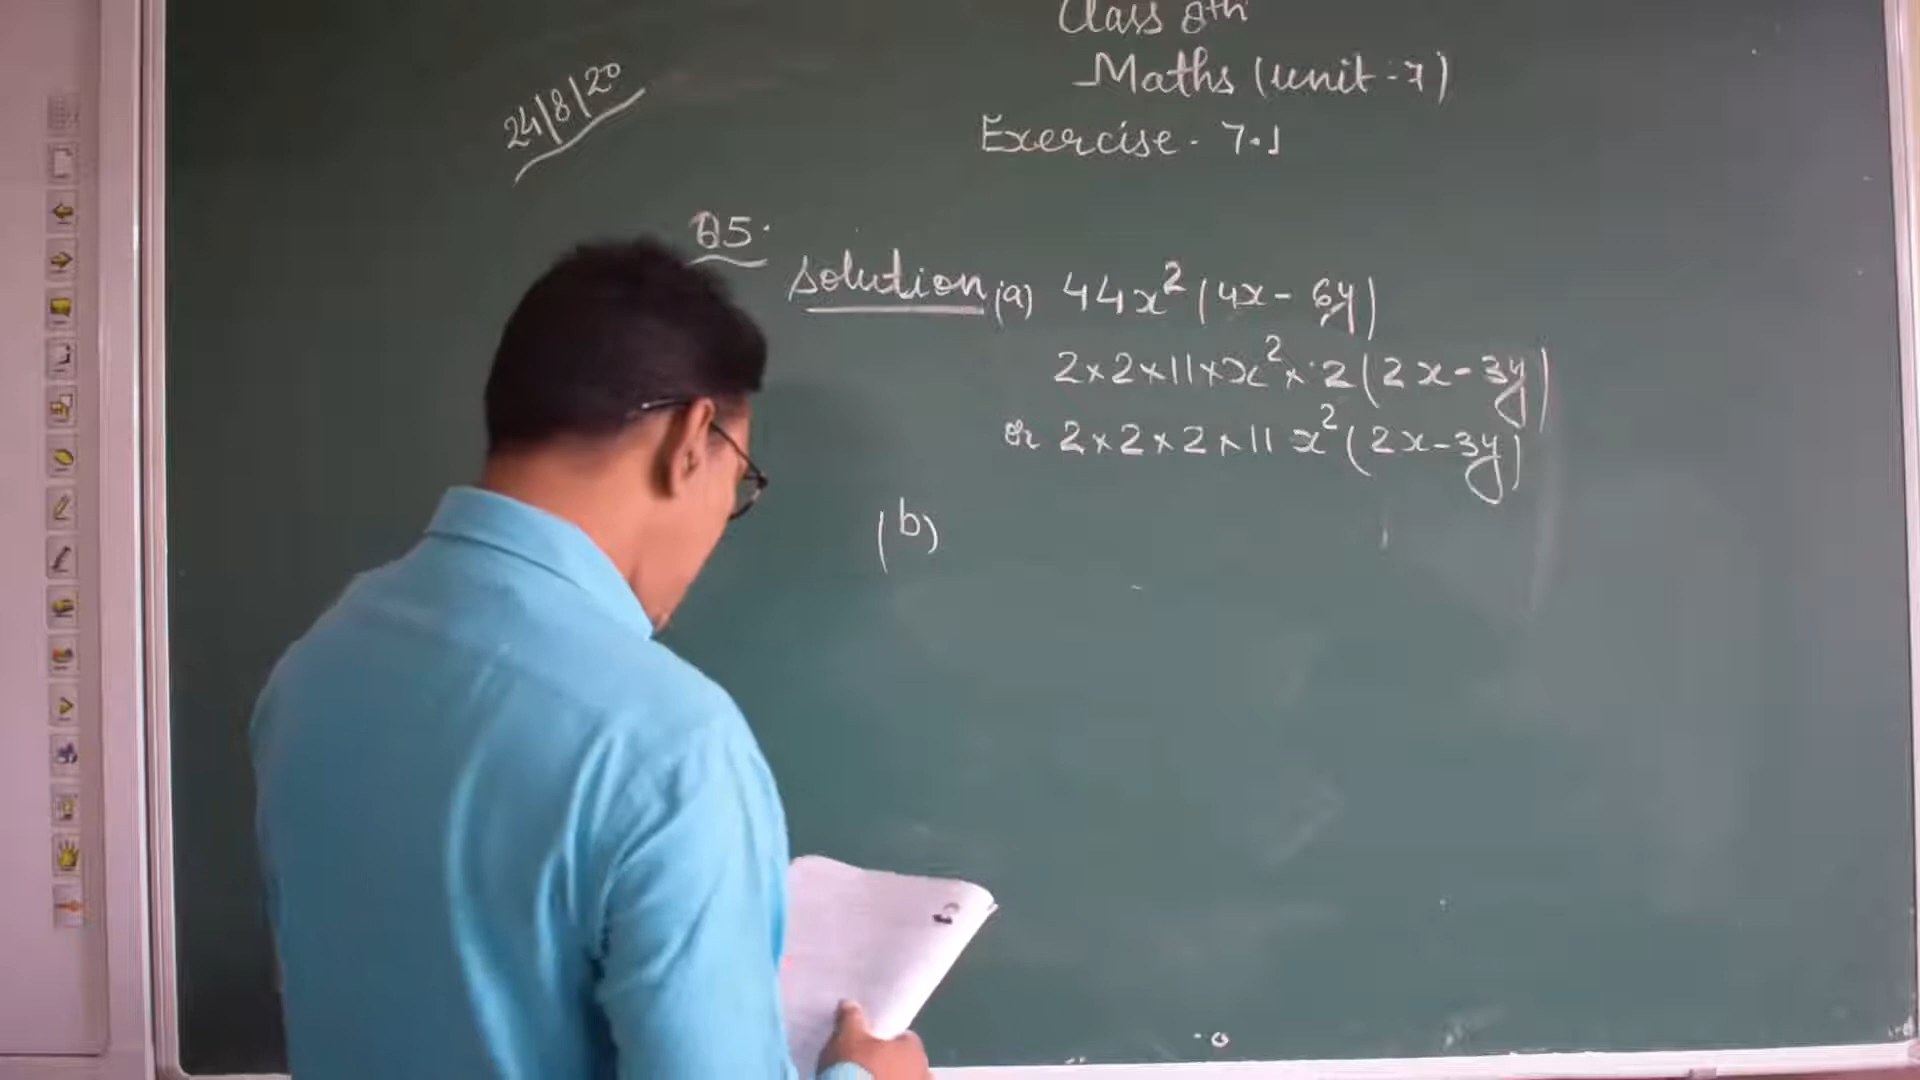 Class 8th
Maths (unit-7)
24/8/20
Exercise - 7.1
Q5.
Solution (a) 44x²(4x - 6y)
2×2×11×x²×2(2x-3y)
or 2×2×2×11 x²(2x-3y)
(b)